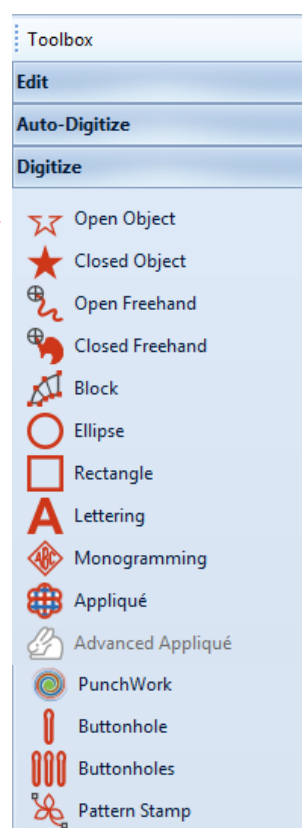 Toolbox
Edit
Auto-Digitize
Digitize
Open Object
Closed Object
Open Freehand
Closed Freehand
Block
Ellipse
Rectangle
A Lettering
ABC Monogramming
Appliqué
Advanced Appliqué
PunchWork
Buttonhole
Buttonholes
Pattern Stamp